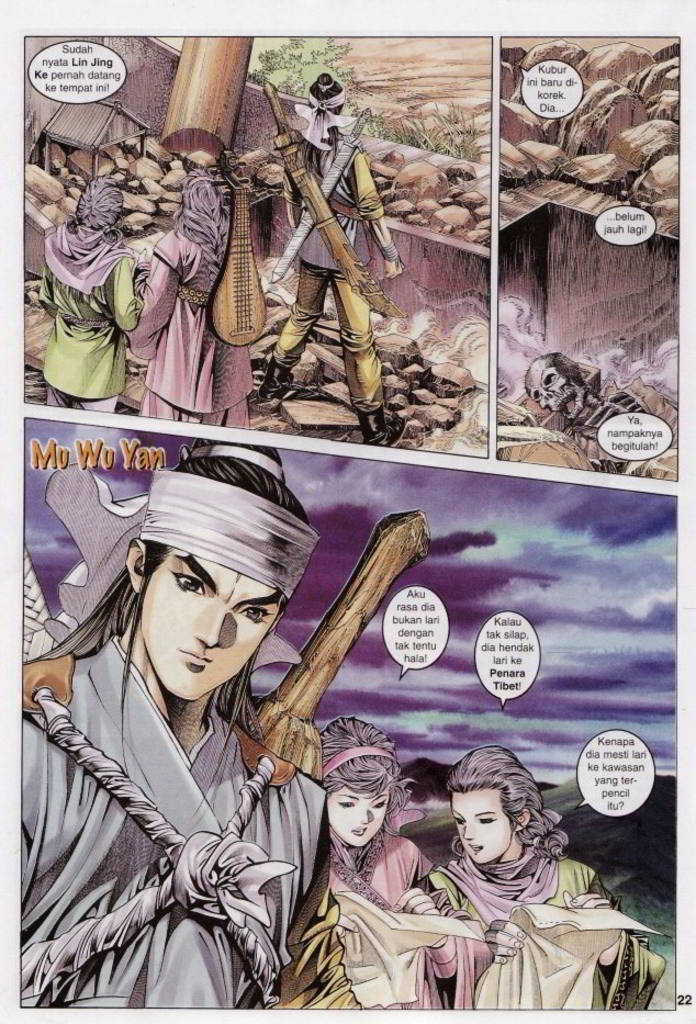 Sudah
nyata Lin Jing
Ke pernah datang
ke tempat ini!
Kubur
ini baru di-
korek.
Dia...
...belum
jauh lagi!
Ya,
nampaknya
begitulah!
Mu Wu Yan
Aku
rasa dia
bukan lari
dengan
tak tentu
hala!
Kalau
tak silap,
dia hendak
lari ke
Penara
Tibet!
Kenapa
dia mesti lari
ke kawasan
yang ter-
pencil
itu?
22